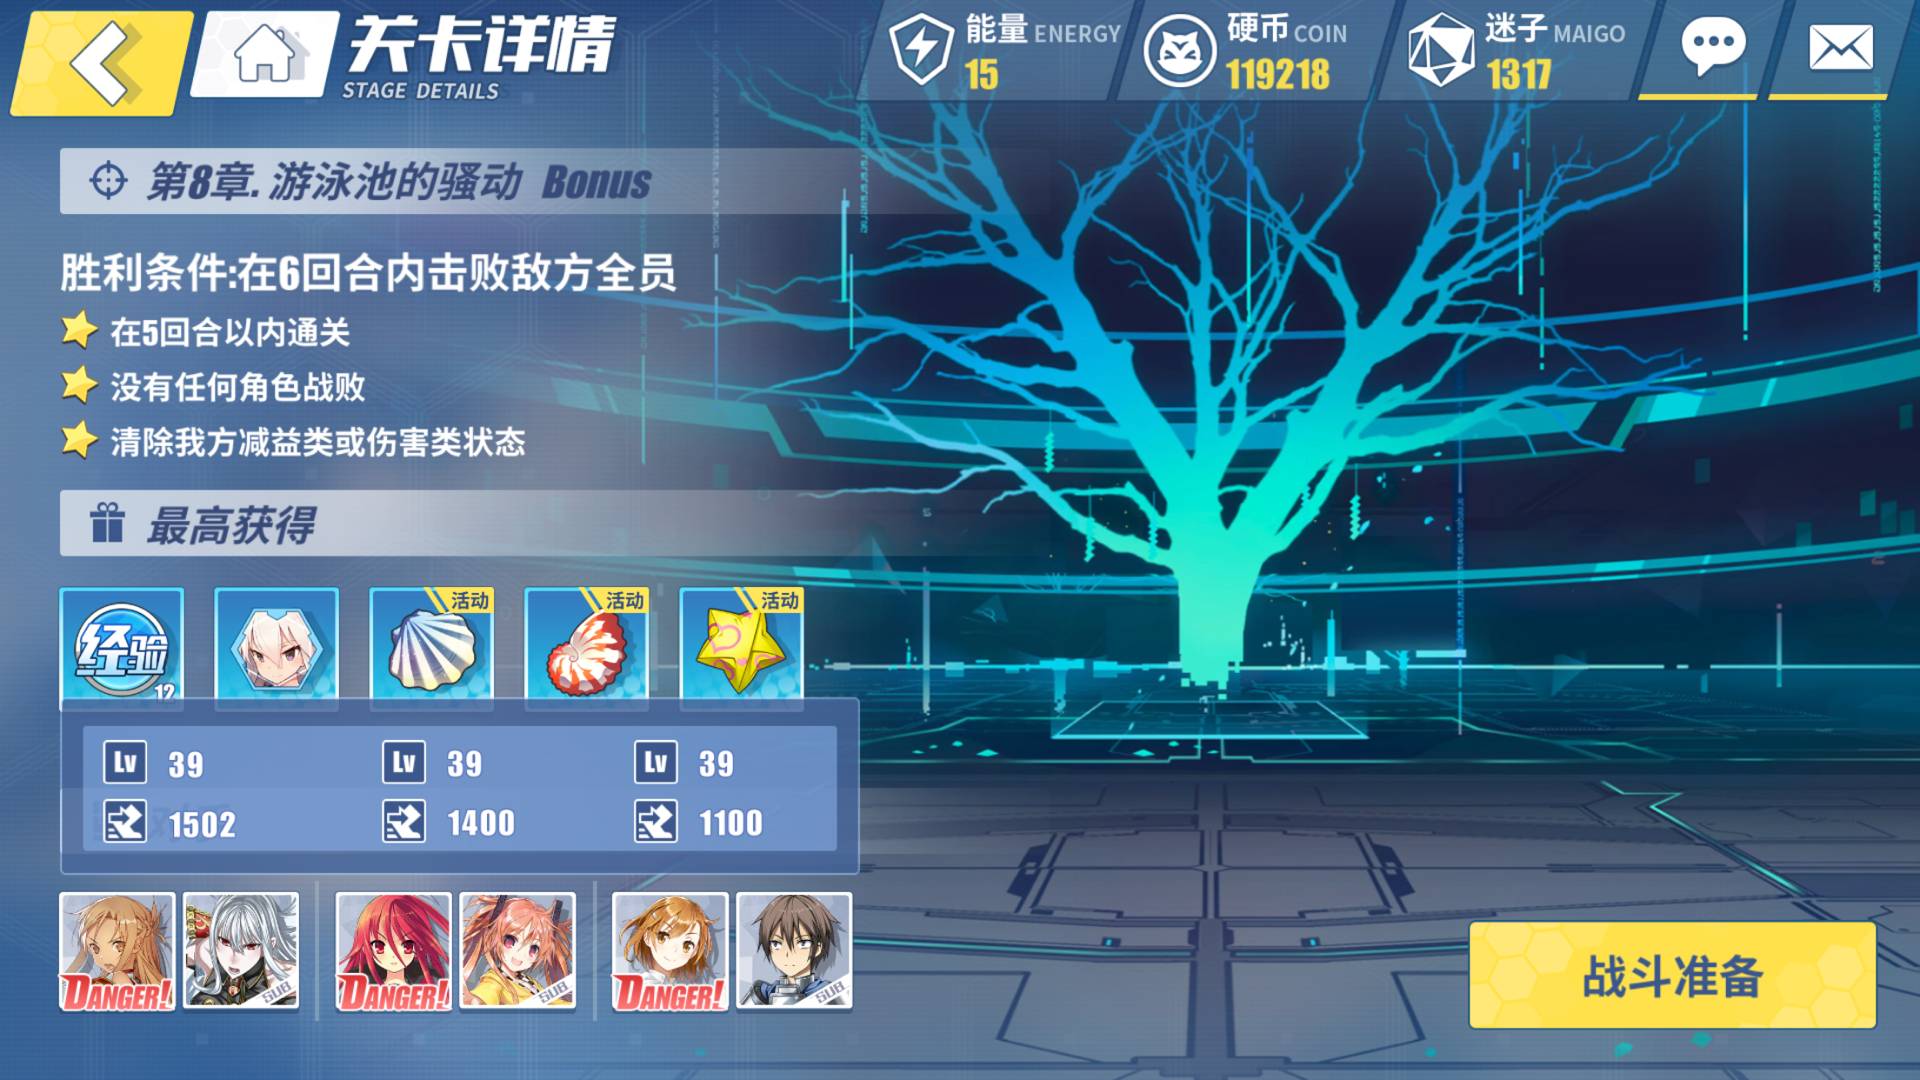 关卡详情
STAGE DETAILS
能量 ENERGY
15
硬币 COIN
119218
迷子 MAIGO
1317
第8章. 游泳池的骚动 Bonus
胜利条件:在6回合内击败敌方全员
在5回合以内通关
没有任何角色战败
清除我方减益类或伤害类状态
最高获得
经验
12
活动
活动
活动
Lv 39
Lv 39
Lv 39
1502
1400
1100
DANGER!
SUB
DANGER!
SUB
DANGER!
SUB
战斗准备